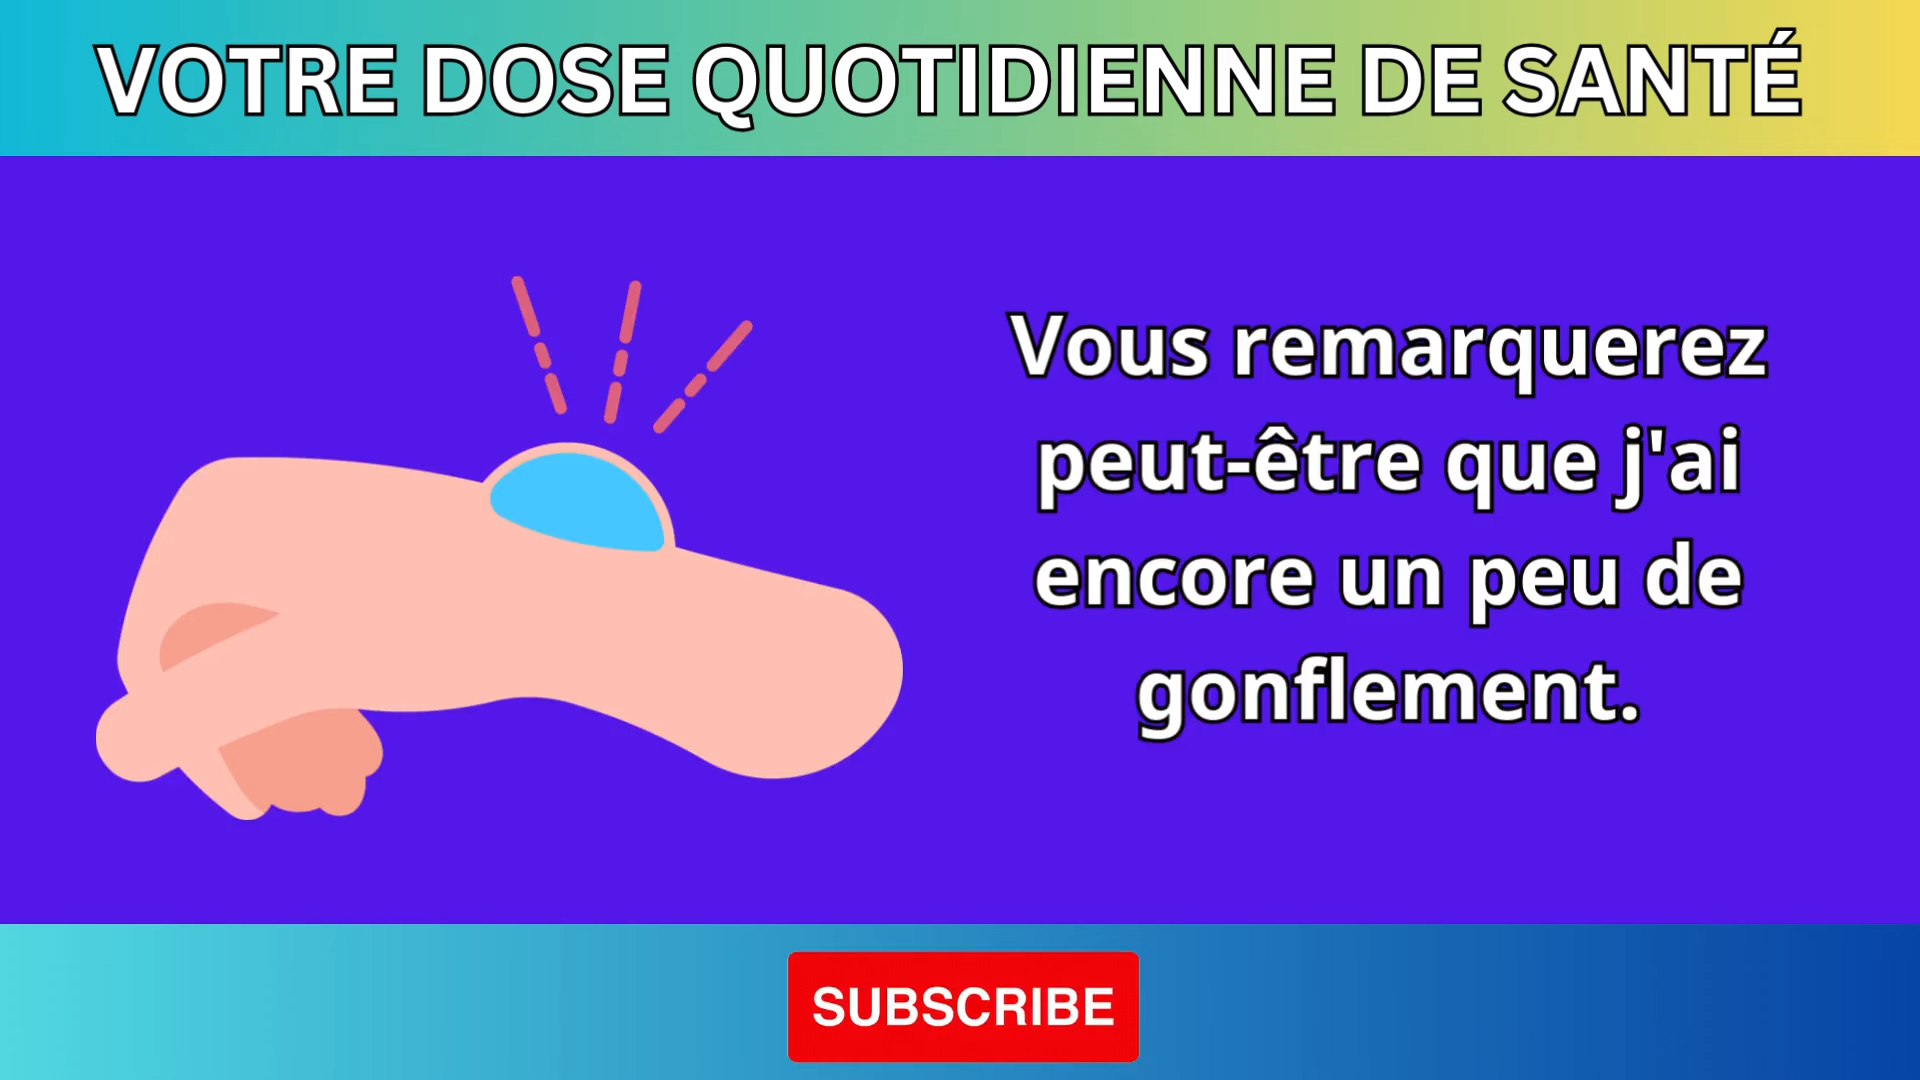 VOTRE DOSE QUOTIDIENNE DE SANTÉ
Vous remarquerez
peut-être que j'ai
encore un peu de
gonflement.
SUBSCRIBE